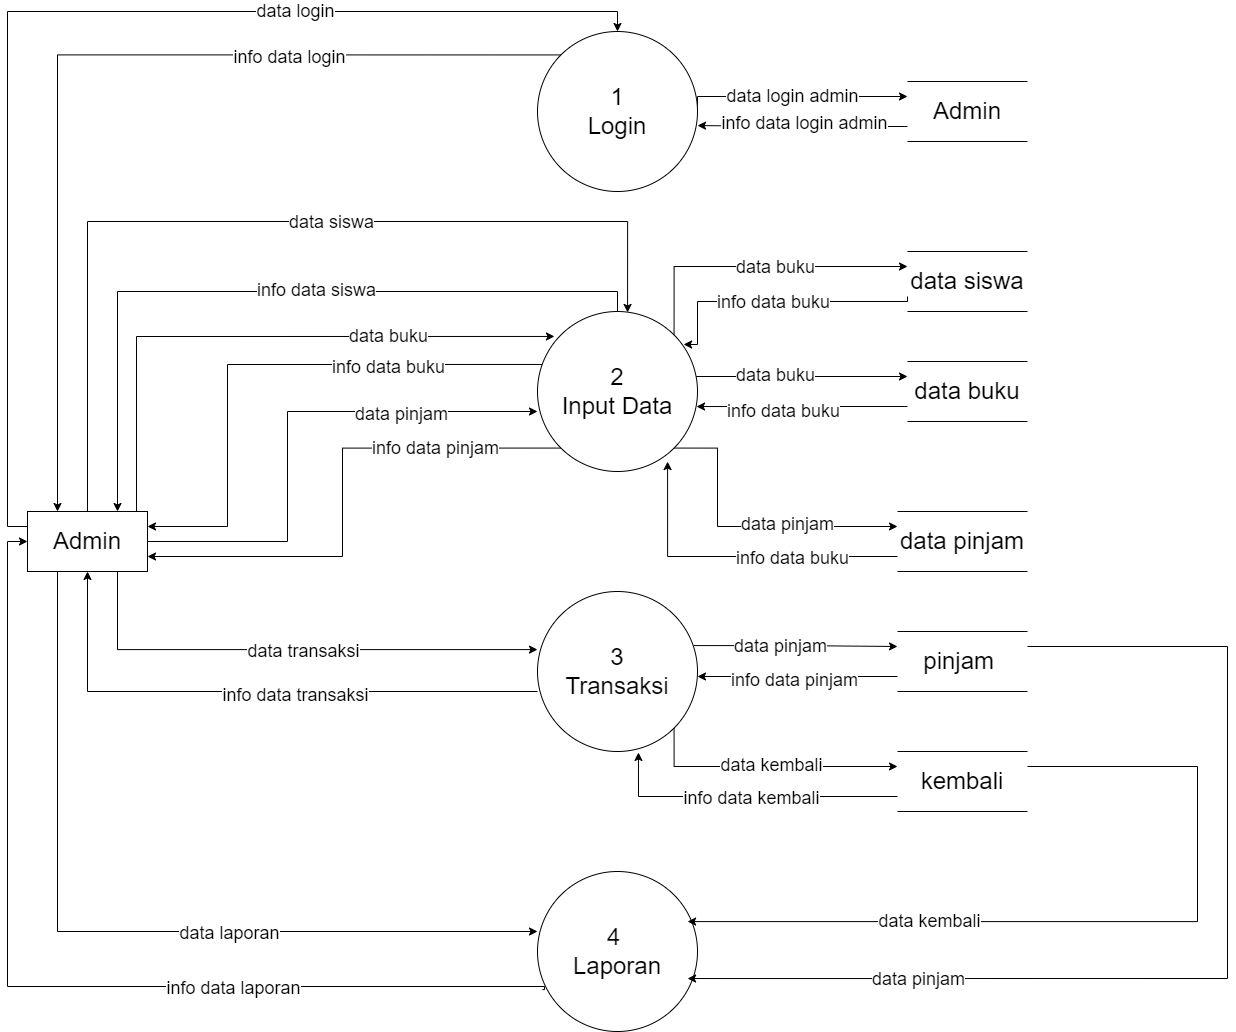 data login
info data login
1
Login
data login admin
info data login admin
Admin
data siswa
info data siswa
data buku
info data buku
data pinjam
info data pinjam
2
Input Data
data buku
info data buku
data siswa
data buku
info data buku
data buku
data pinjam
info data buku
data pinjam
Admin
data transaksi
info data transaksi
3
Transaksi
data pinjam
info data pinjam
pinjam
data kembali
info data kembali
kembali
data laporan
info data laporan
4
Laporan
data kembali
data pinjam